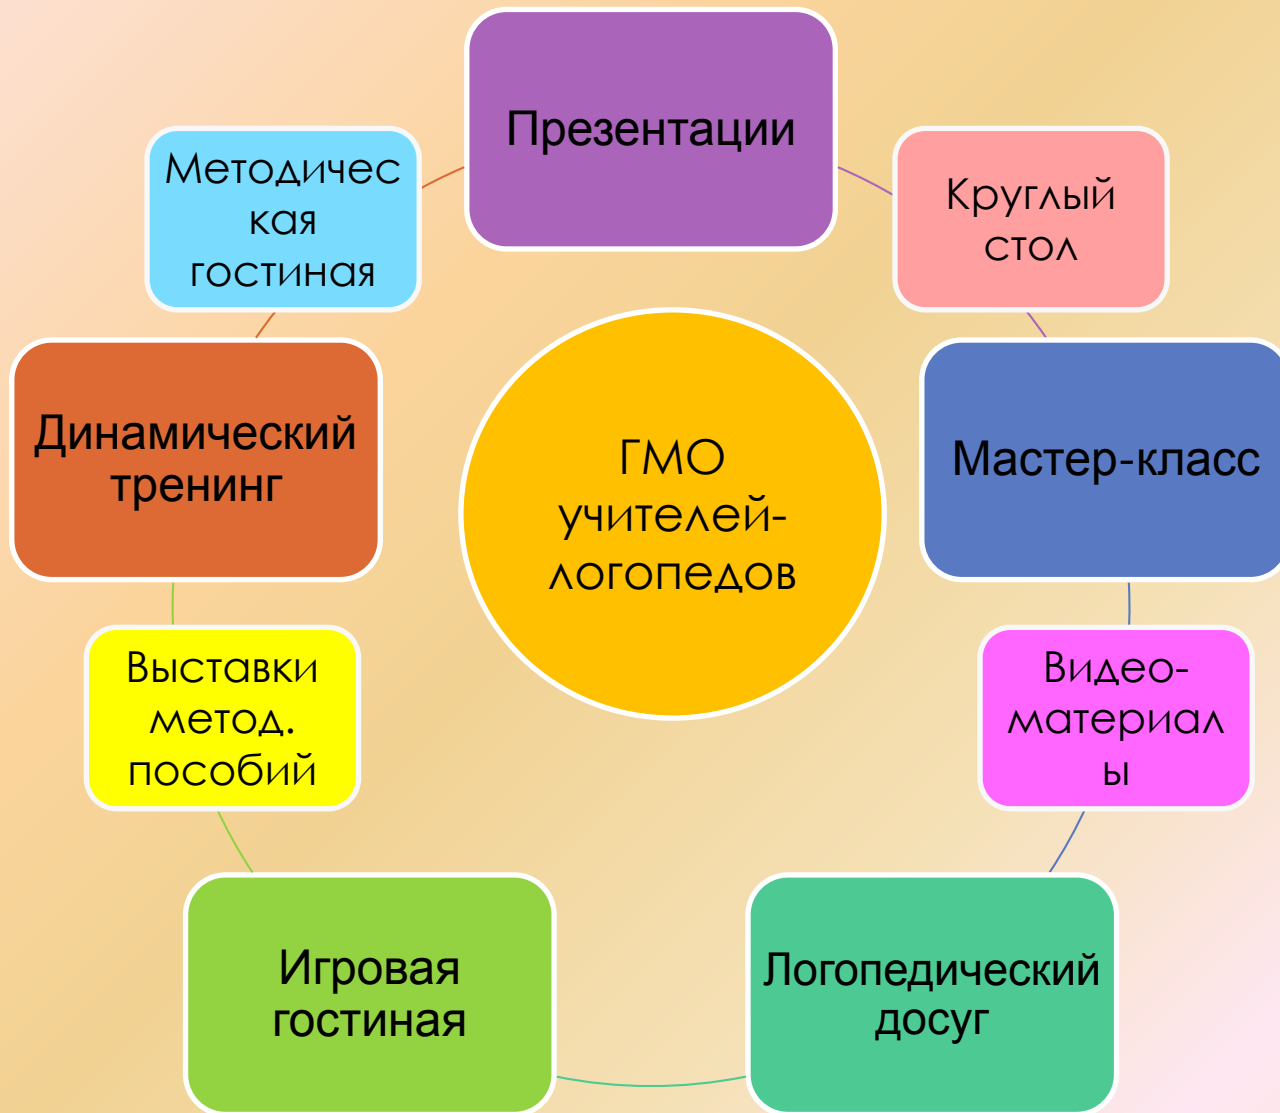 Презентации
Методичес
кая
гостиная
Круглый
стол
Динамический
тренинг
ГМО
учителей-
логопедов
Мастер-класс
Выставки
метод.
пособий
Видео-
материал
ы
Игровая
гостиная
Логопедический
досуг